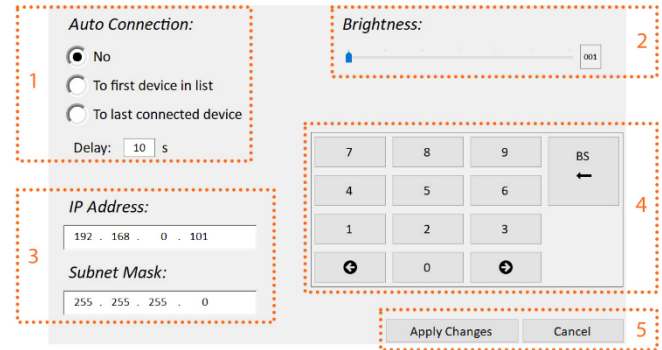 Auto Connection:
No
To first device in list
To last connected device
Delay: 10 s
1
Brightness:
001
2
IP Address:
192 . 168 . 0 . 101
Subnet Mask:
255 . 255 . 255 . 0
3
7 8 9 BS
4 5 6
1 2 3
0
4
Apply Changes Cancel
5